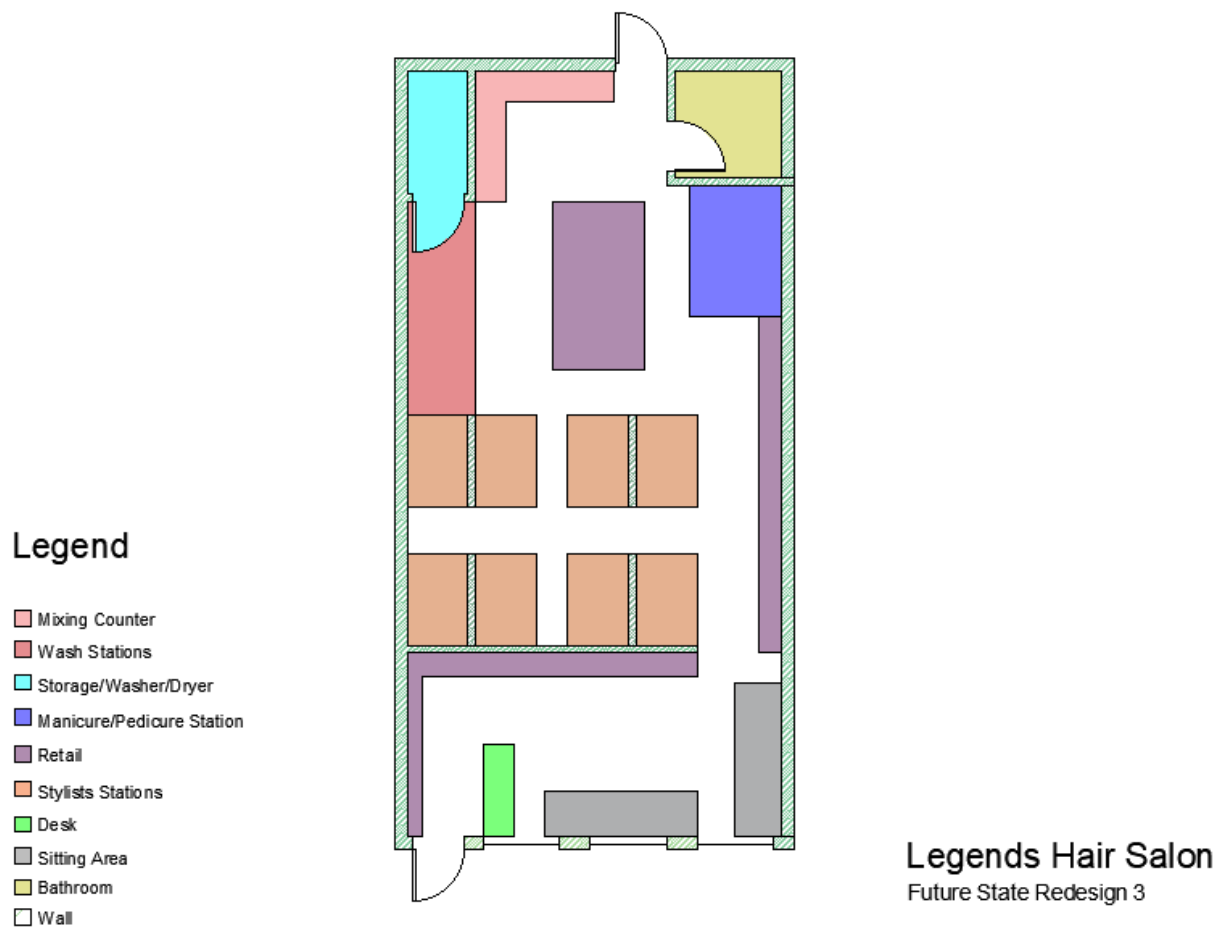 Legend
Mixing Counter
Wash Stations
Storage/Washer/Dryer
Manicure/Pedicure Station
Retail
Stylists Stations
Desk
Sitting Area
Bathroom
Wall
Legends Hair Salon
Future State Redesign 3